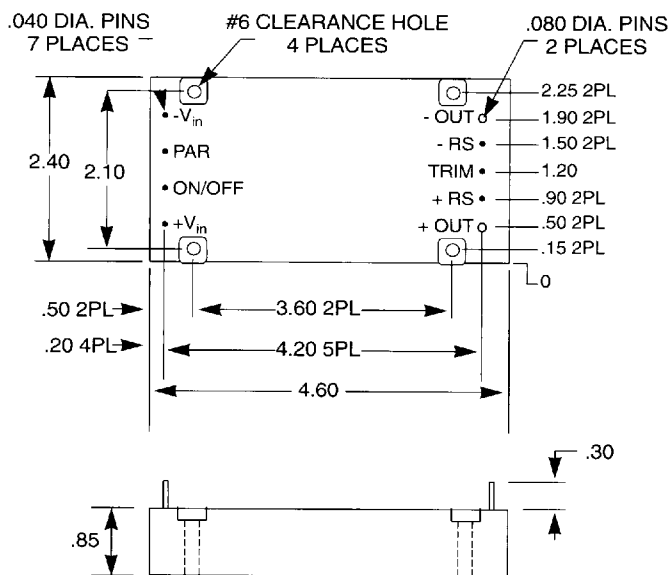 .040 DIA. PINS
7 PLACES
#6 CLEARANCE HOLE
4 PLACES
.080 DIA. PINS
2 PLACES
2.40
2.10
-Vin
PAR
ON/OFF
+Vin
- OUT
- RS
TRIM
+ RS
+ OUT
2.25 2PL
1.90 2PL
1.50 2PL
1.20
.90 2PL
.50 2PL
.15 2PL
0
.50 2PL
3.60 2PL
.20 4PL
4.20 5PL
4.60
.30
.85